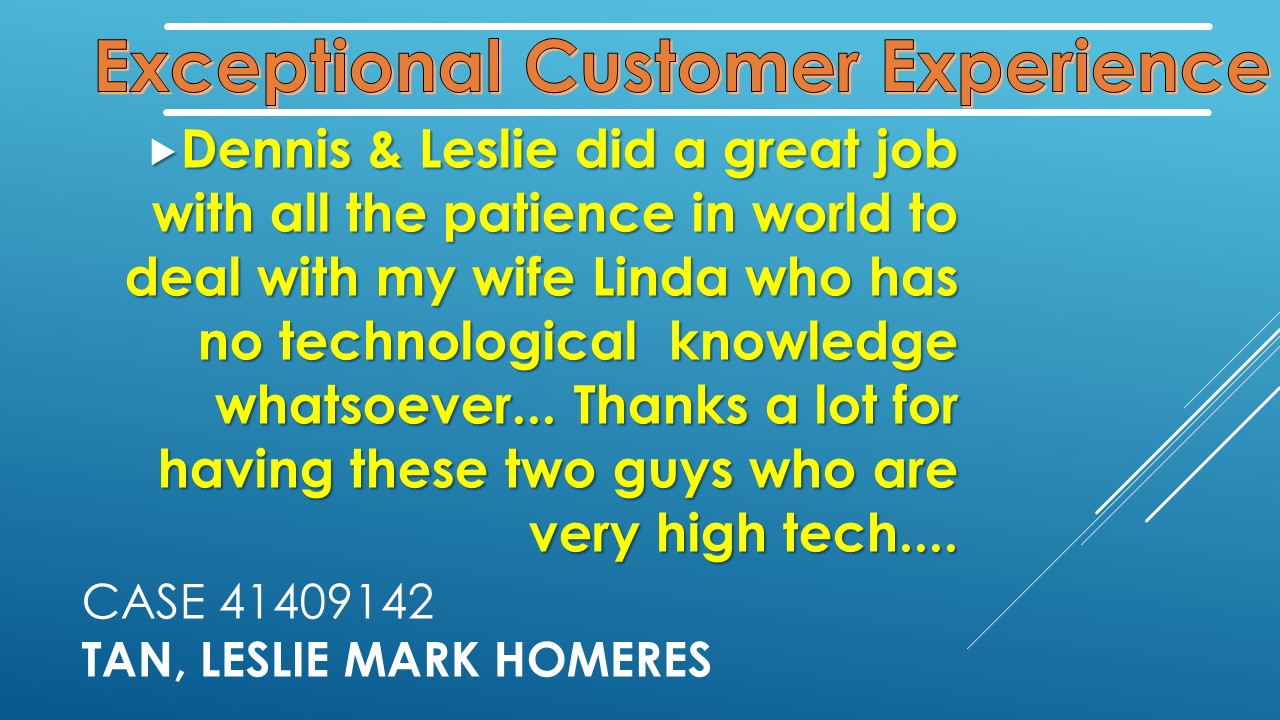 Exceptional Customer Experience
Dennis & Leslie did a great job
with all the patience in world to
deal with my wife Linda who has
no technological  knowledge
whatsoever... Thanks a lot for
having these two guys who are
very high tech....
CASE 41409142
TAN, LESLIE MARK HOMERES